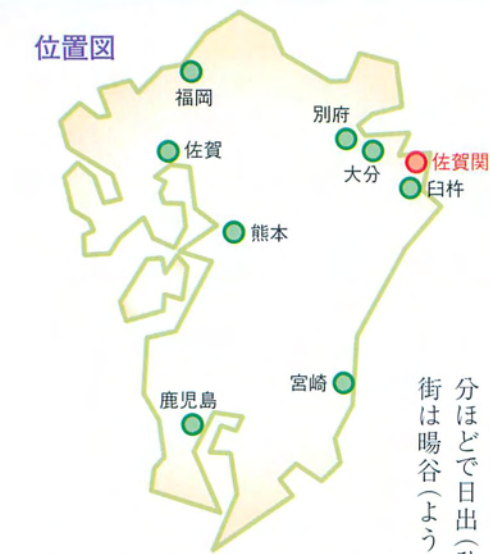 位置図
福岡
別府
佐賀
大分
佐賀関
臼杵
熊本
宮崎
鹿児島
分ほどで日出(
街は暘谷(よう